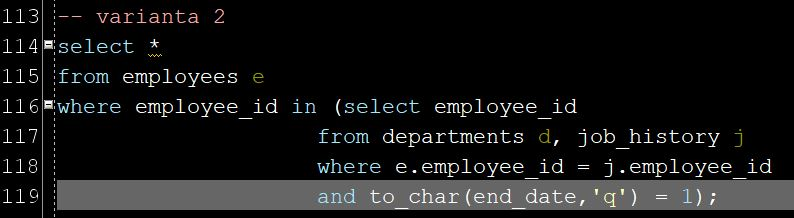 113 -- varianta 2
114 select *
115 from employees e
116 where employee_id in (select employee_id
117 from departments d, job_history j
118 where e.employee_id = j.employee_id
119 and to_char(end_date,'q') = 1);